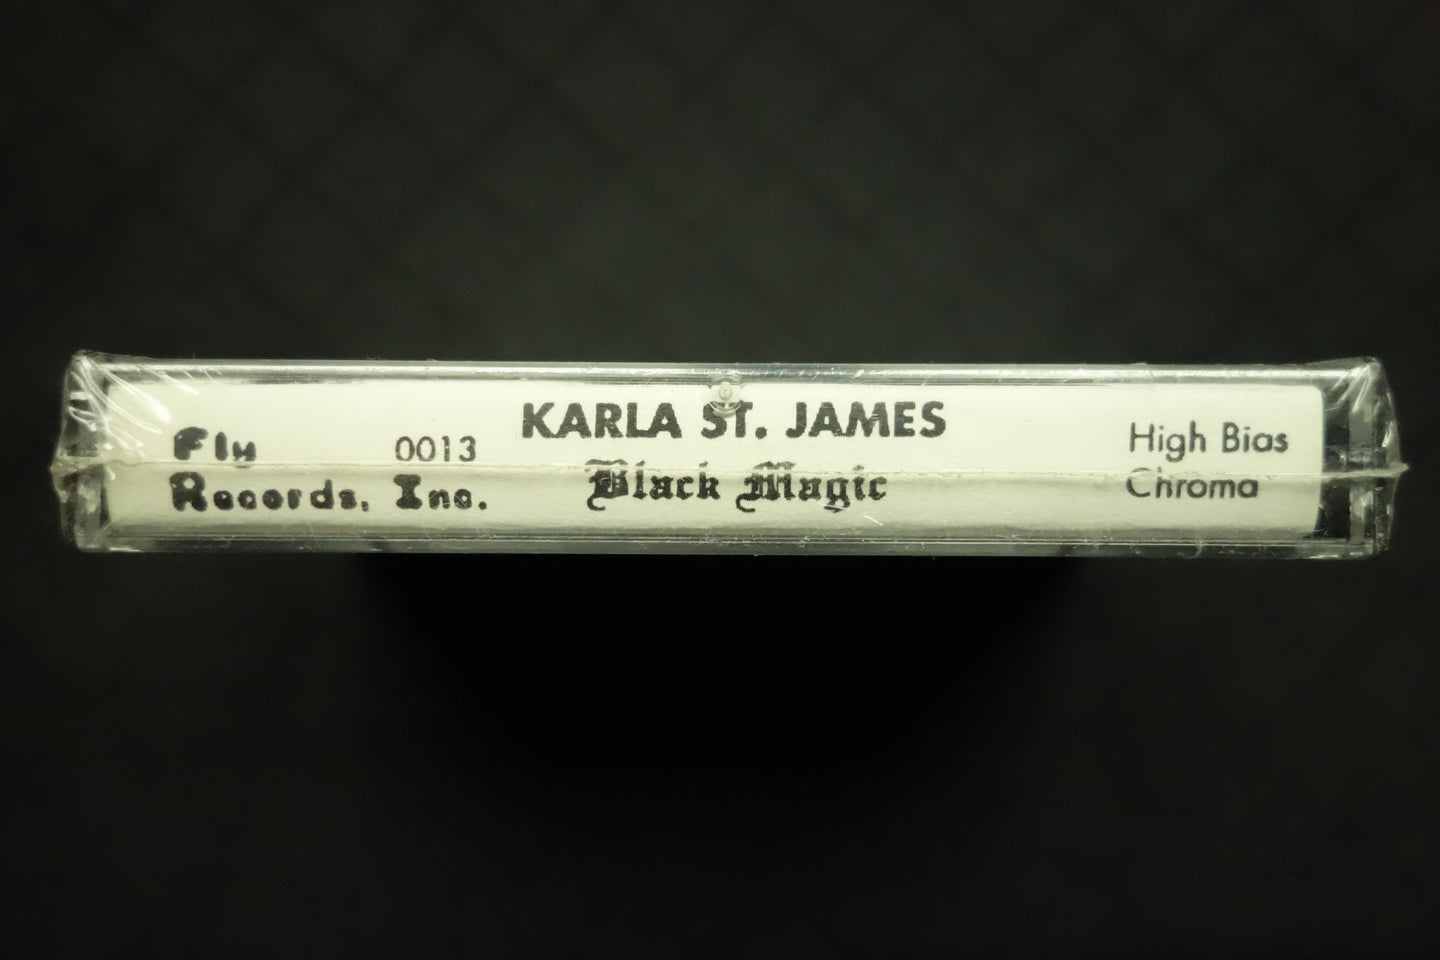 Fly 0013
Records, Inc.
KARLA ST. JAMES
Black Magic
High Bias
Chroma